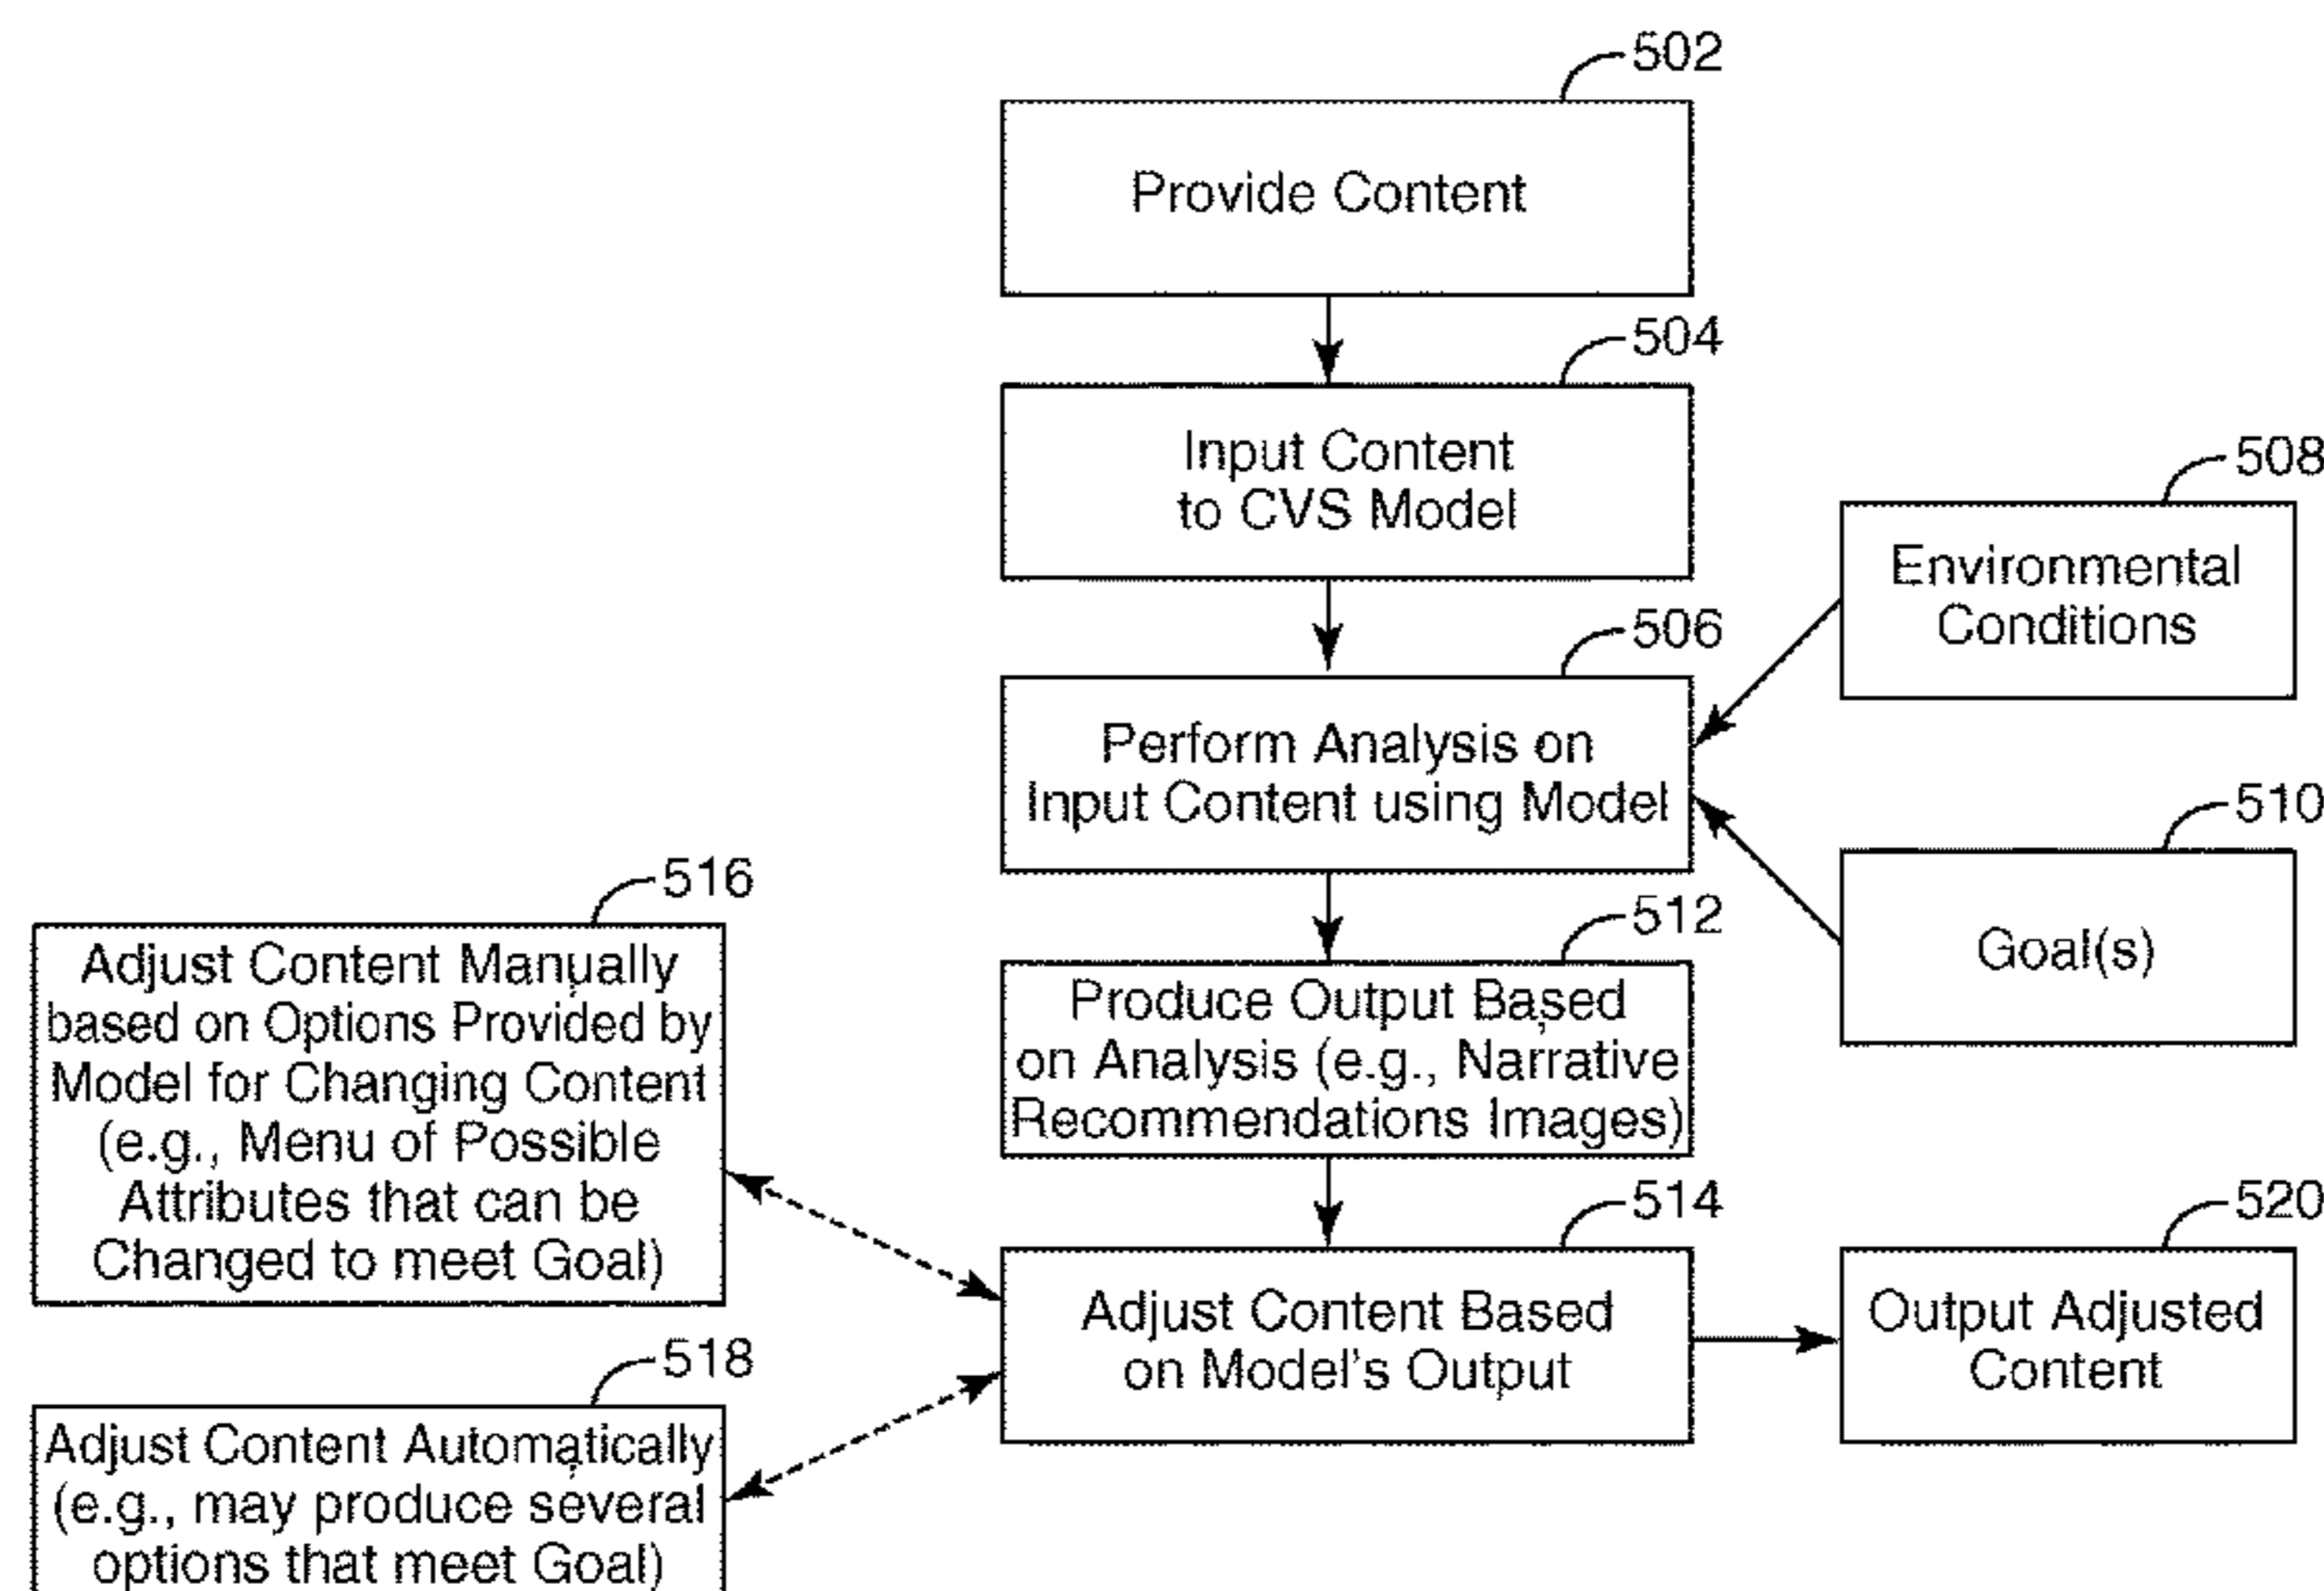 502
Provide Content
504
Input Content
to CVS Model
508
Environmental
Conditions
506
Perform Analysis on
Input Content using Model
510
Goal(s)
512
Produce Output Based
on Analysis (e.g., Narrative
Recommendations Images)
516
Adjust Content Manually
based on Options Provided by
Model for Changing Content
(e.g., Menu of Possible
Attributes that can be
Changed to meet Goal)
514
Adjust Content Based
on Model's Output
520
Output Adjusted
Content
518
Adjust Content Automatically
(e.g., may produce several
options that meet Goal)